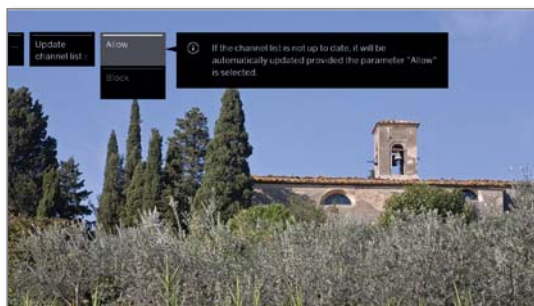 ...
Update
channel list...
Allow
Block
If the channel list is not up to date, it will be
automatically updated provided the parameter "Allow"
is selected.